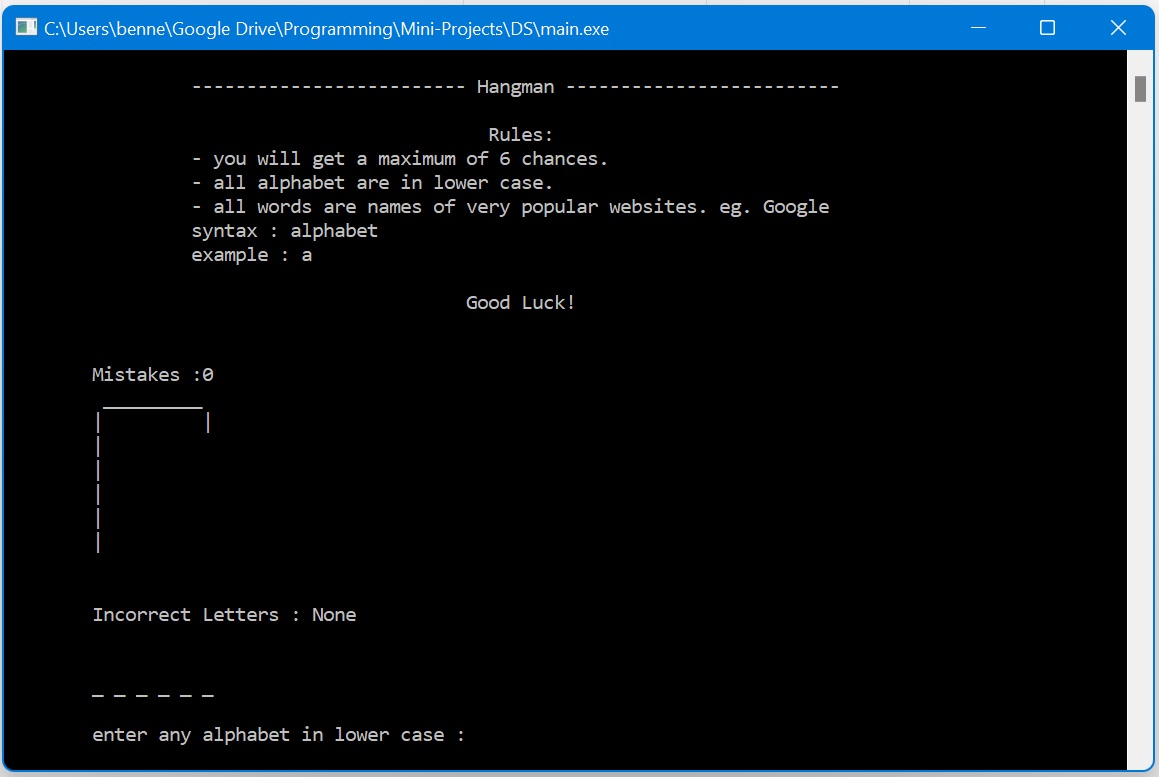 C:\Users\benne\Google Drive\Programming\Mini-Projects\DS\main.exe
------------------------- Hangman -------------------------
Rules:
- you will get a maximum of 6 chances.
- all alphabet are in lower case.
- all words are names of very popular websites. eg. Google
syntax : alphabet
example : a
Good Luck!
Mistakes :0
Incorrect Letters : None
_ _ _ _ _ _
enter any alphabet in lower case :